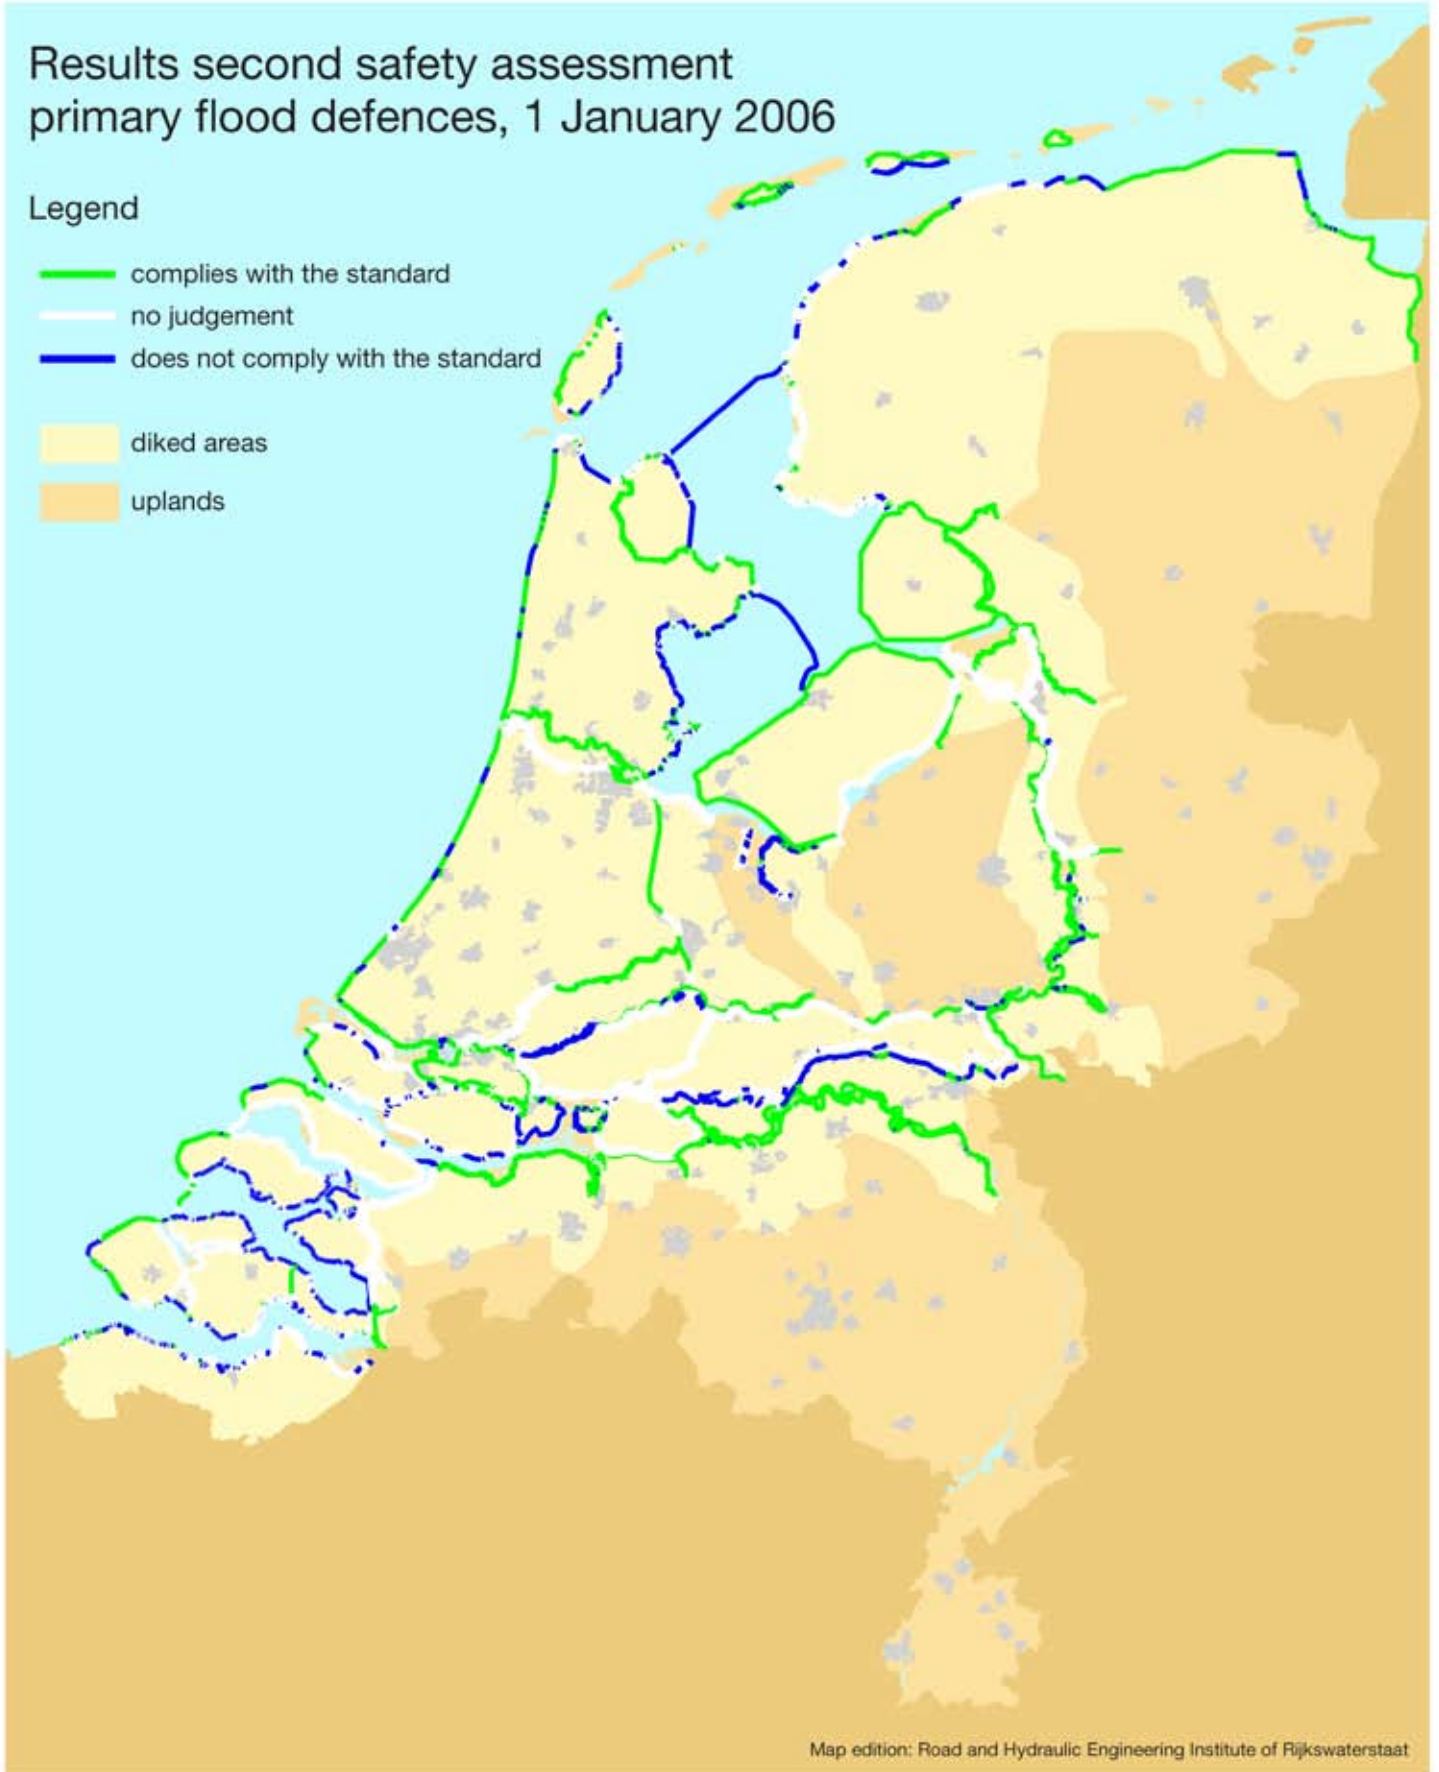 Results second safety assessment
primary flood defences, 1 January 2006
Legend
complies with the standard
no judgement
does not comply with the standard
diked areas
uplands
Map edition: Road and Hydraulic Engineering Institute of Rijkswaterstaat